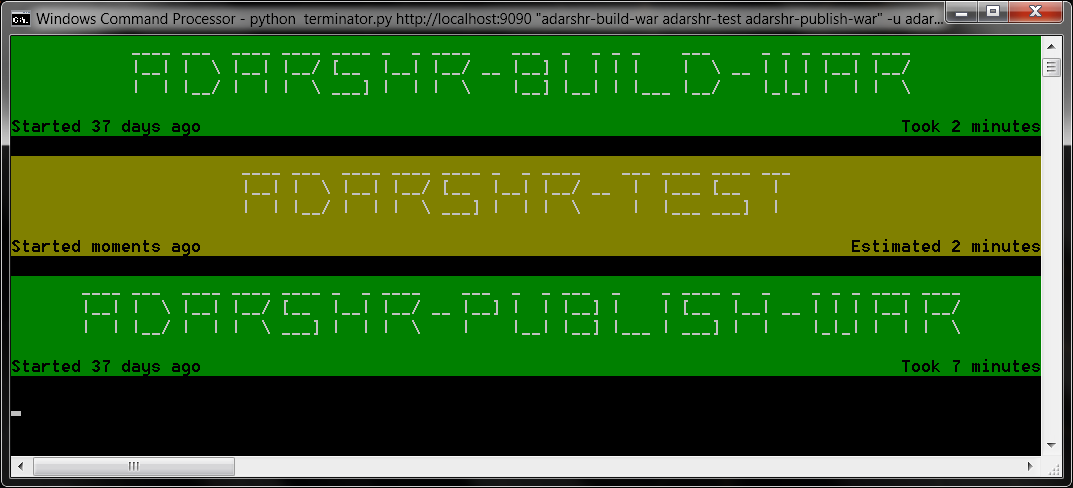 Windows Command Processor - python terminator.py http://localhost:9090 "adarshr-build-war adarshr-test adarshr-publish-war" -u adar...
ADARSHR-BUILD-WAR
Started 37 days ago Took 2 minutes
ADARSHR-TEST
Started moments ago Estimated 2 minutes
ADARSHR-PUBLISH-WAR
Started 37 days ago Took 7 minutes